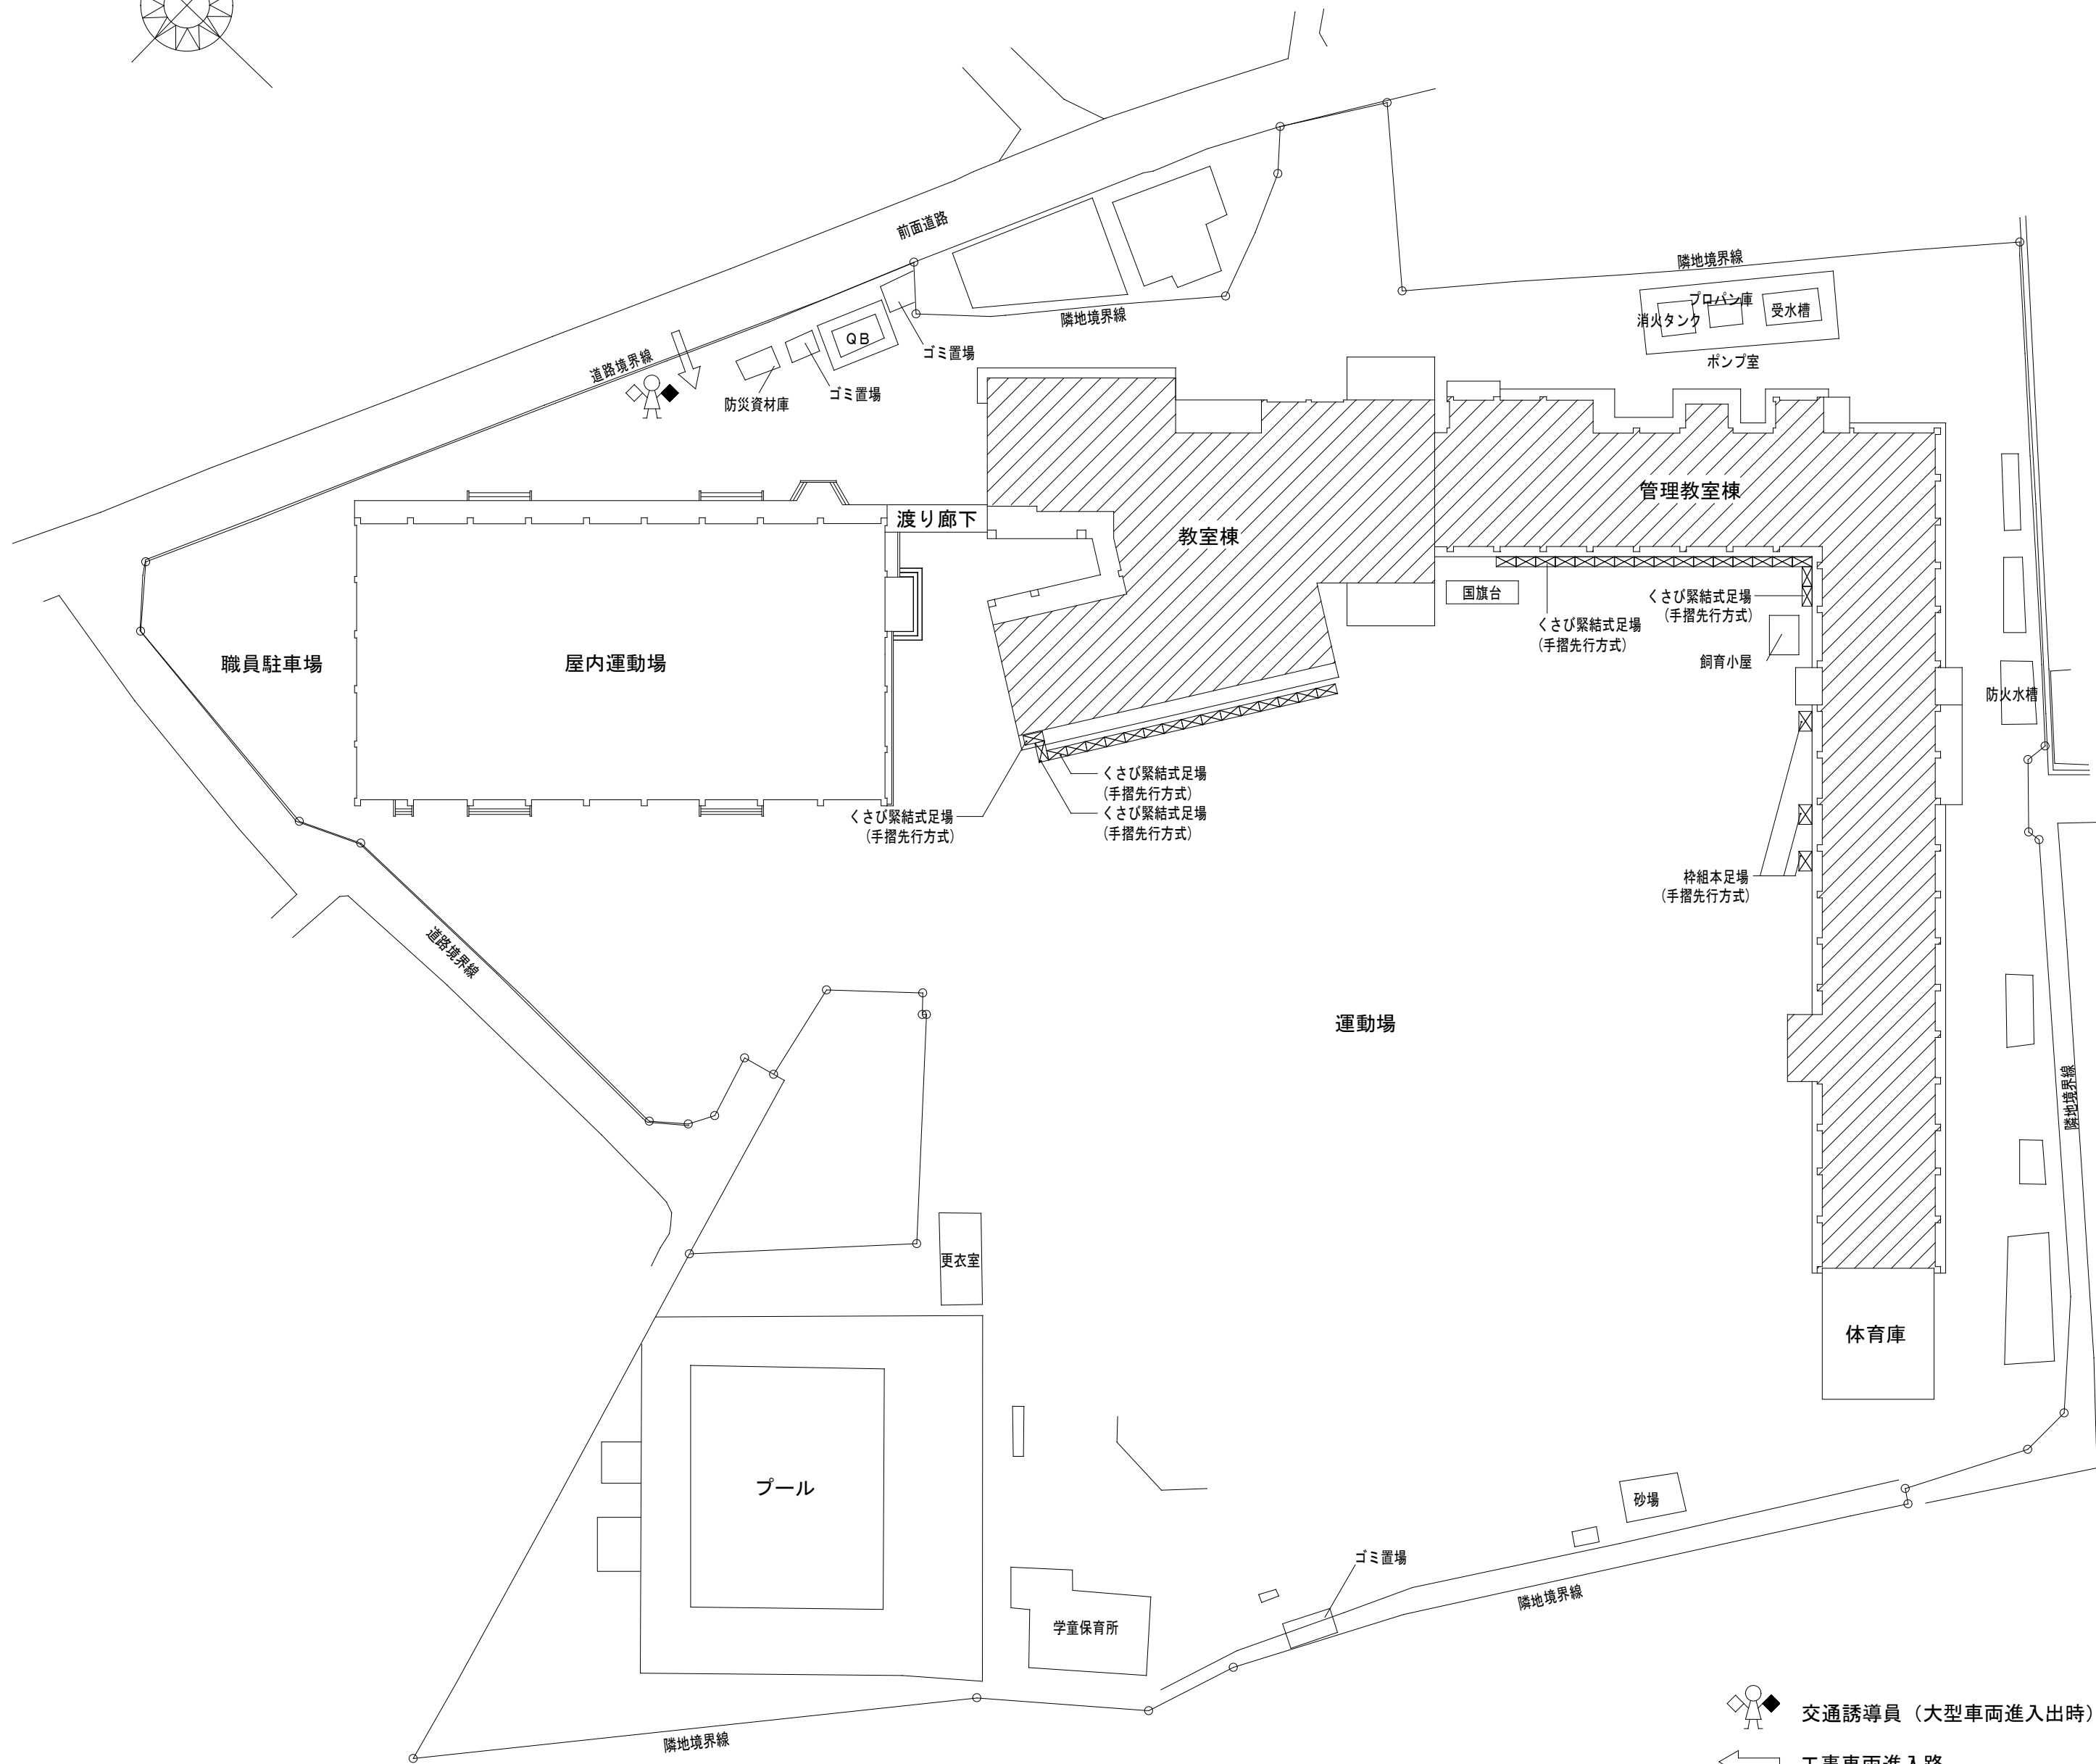 前面道路
隣地境界線
プロパン庫
消火タンク
受水槽
ポンプ室
隣地境界線
道路境界線
QB
ゴミ置場
ゴミ置場
防災資材庫
渡り廊下
教室棟
管理教室棟
国旗台
くさび緊結式足場
(手摺先行方式)
くさび緊結式足場
(手摺先行方式)
飼育小屋
職員駐車場
屋内運動場
防火水槽
くさび緊結式足場
(手摺先行方式)
くさび緊結式足場
(手摺先行方式)
くさび緊結式足場
(手摺先行方式)
枠組本足場
(手摺先行方式)
道路境界線
運動場
隣地境界線
更衣室
体育庫
プール
砂場
ゴミ置場
隣地境界線
学童保育所
隣地境界線
交通誘導員(大型車両進入出時)
工事車両進入路